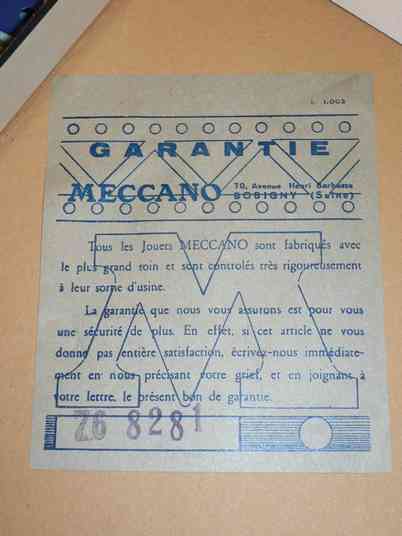 L 1.003
GARANTIE
MECCANO 70, Avenue Henri Barbusse
BOBIGNY (Seine)
Tous les Jouets MECCANO sont fabriqués avec
le plus grand soin et sont contrôlés très rigoureusement
à leur sortie d'usine.
La garantie que nous vous assurons est pour vous
une sécurité de plus. En effet, si cet article ne vous
donne pas entière satisfaction, écrivez-nous immédiate-
ment en nous précisant votre grief, et en joignant à
votre lettre, le présent bon de garantie.
Z6 8281